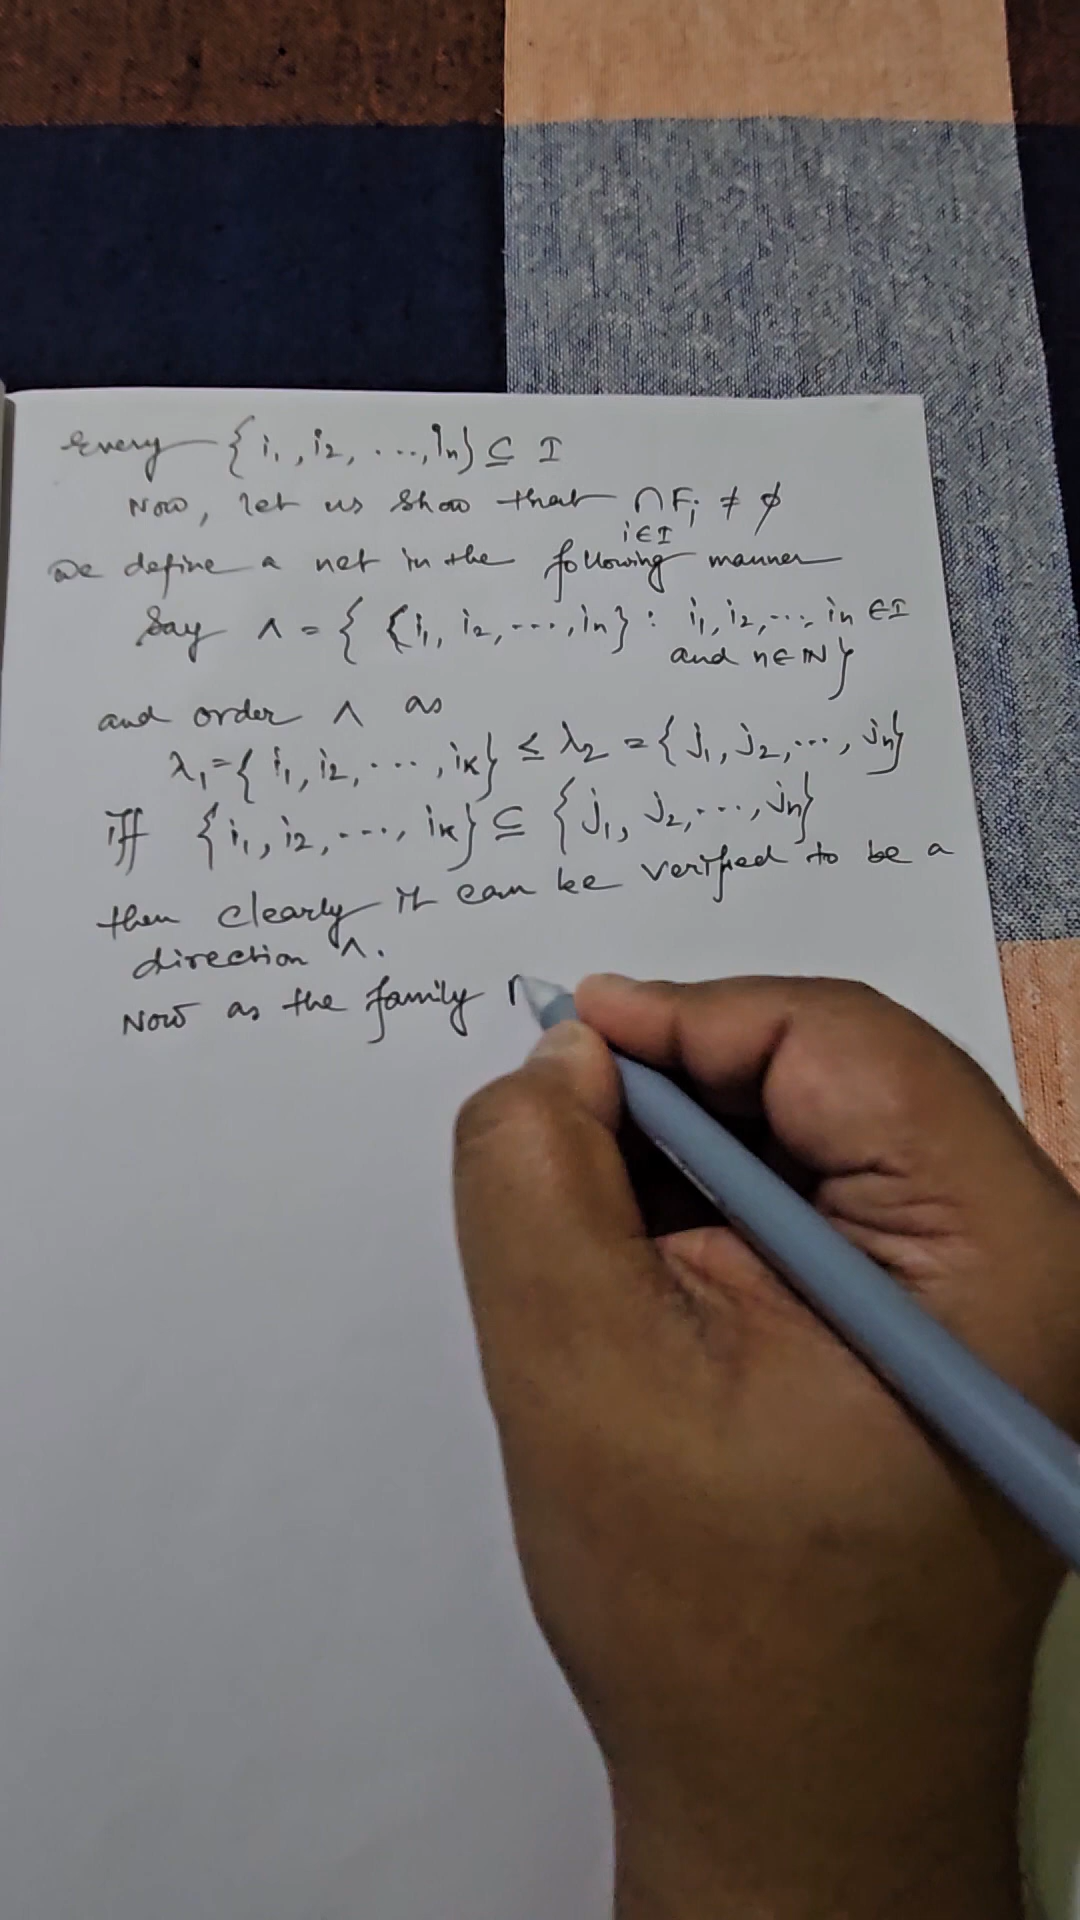 Every {i₁, i₂, ..., iₙ} ⊆ I
Now, let us show that ∩Fᵢ ≠ φ
i∈I
we define a net in the following manner
Say Λ = { {i₁, i₂, ..., iₙ} : i₁, i₂, ..., iₙ ∈ I
and n ∈ ℕ}
and order Λ as
λ₁ = {i₁, i₂, ..., iₖ} ≤ λ₂ = {j₁, j₂, ..., jₙ}
iff {i₁, i₂, ..., iₖ} ⊆ {j₁, j₂, ..., jₙ}
then clearly it can be verified to be a
direction Λ.
Now as the family